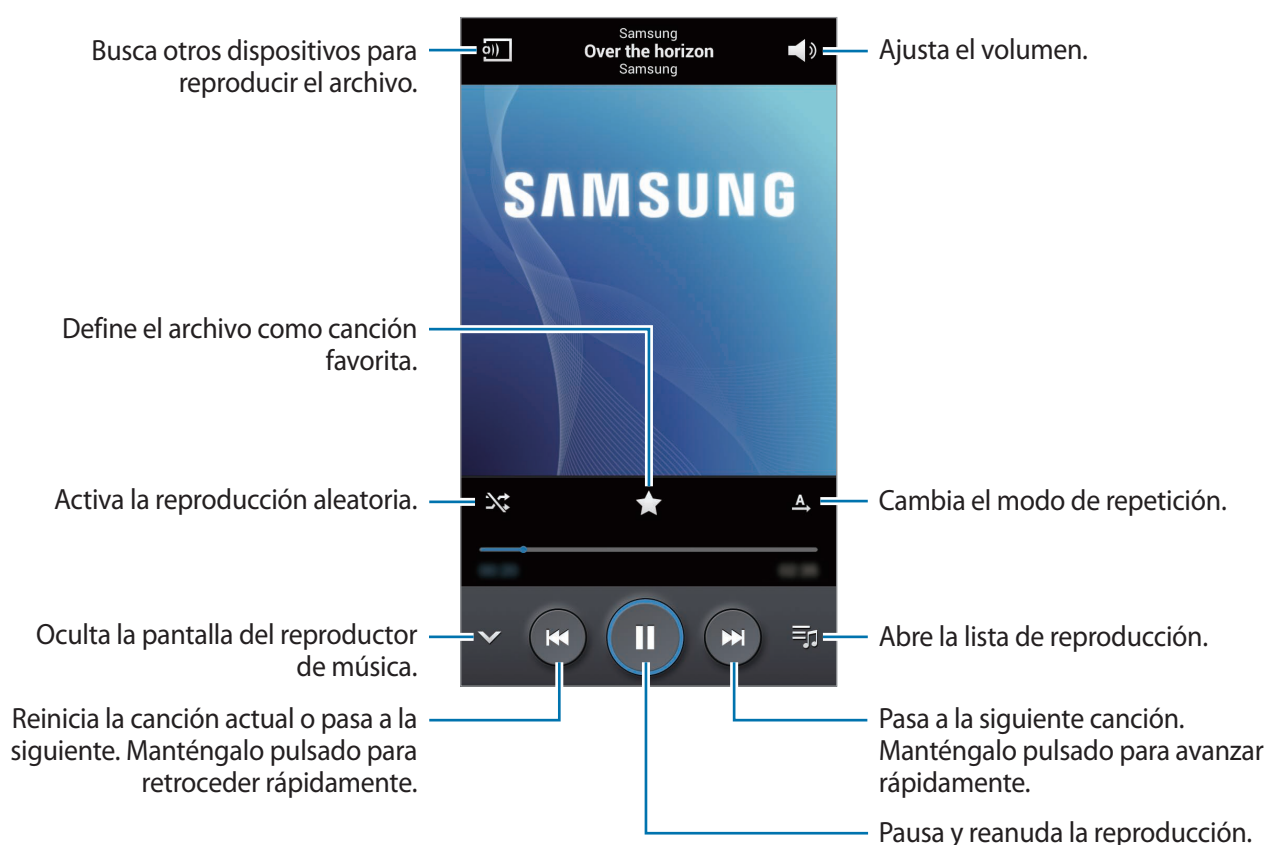 Busca otros dispositivos para
reproducir el archivo.
Samsung
Over the horizon
Samsung
Ajusta el volumen.
SAMSUNG
Define el archivo como canción
favorita.
Activa la reproducción aleatoria.
A
Cambia el modo de repetición.
Oculta la pantalla del reproductor
de música.
Abre la lista de reproducción.
Reinicia la canción actual o pasa a la
siguiente. Manténgalo pulsado para
retroceder rápidamente.
Pasa a la siguiente canción.
Manténgalo pulsado para avanzar
rápidamente.
Pausa y reanuda la reproducción.